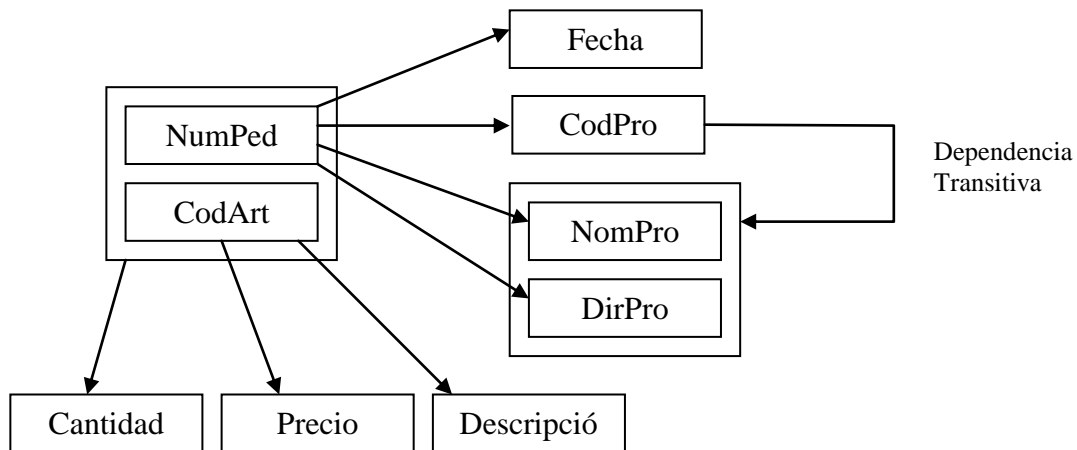 Fecha
NumPed
CodPro
Dependencia
Transitiva
CodArt
NomPro
DirPro
Cantidad
Precio
Descripció